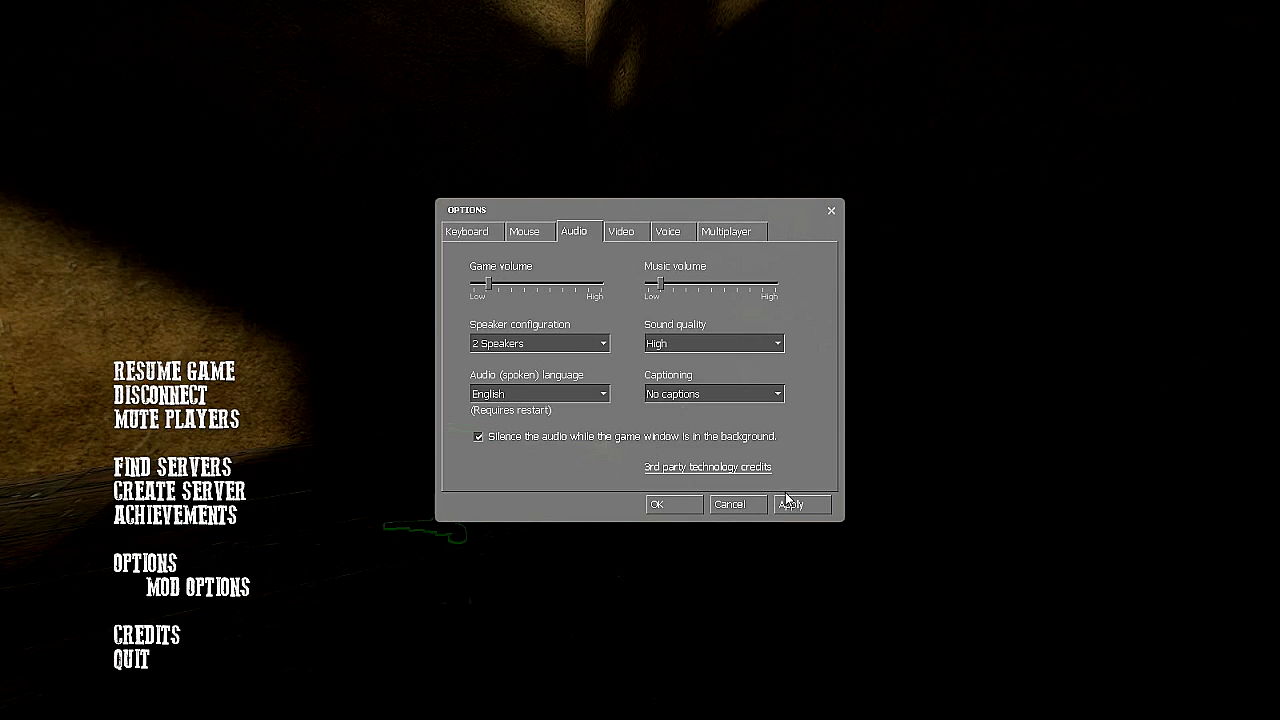 OPTIONS
Keyboard Mouse Audio Video Voice Multiplayer
Game volume Music volume
Low High Low High
Speaker configuration Sound quality
2 Speakers High
Audio (spoken) language Captioning
English No captions
(Requires restart)
Silence the audio while the game window is in the background.
3rd party technology credits
OK Cancel Apply
RESUME GAME
DISCONNECT
MUTE PLAYERS
FIND SERVERS
CREATE SERVER
ACHIEVEMENTS
OPTIONS
MOD OPTIONS
CREDITS
QUIT